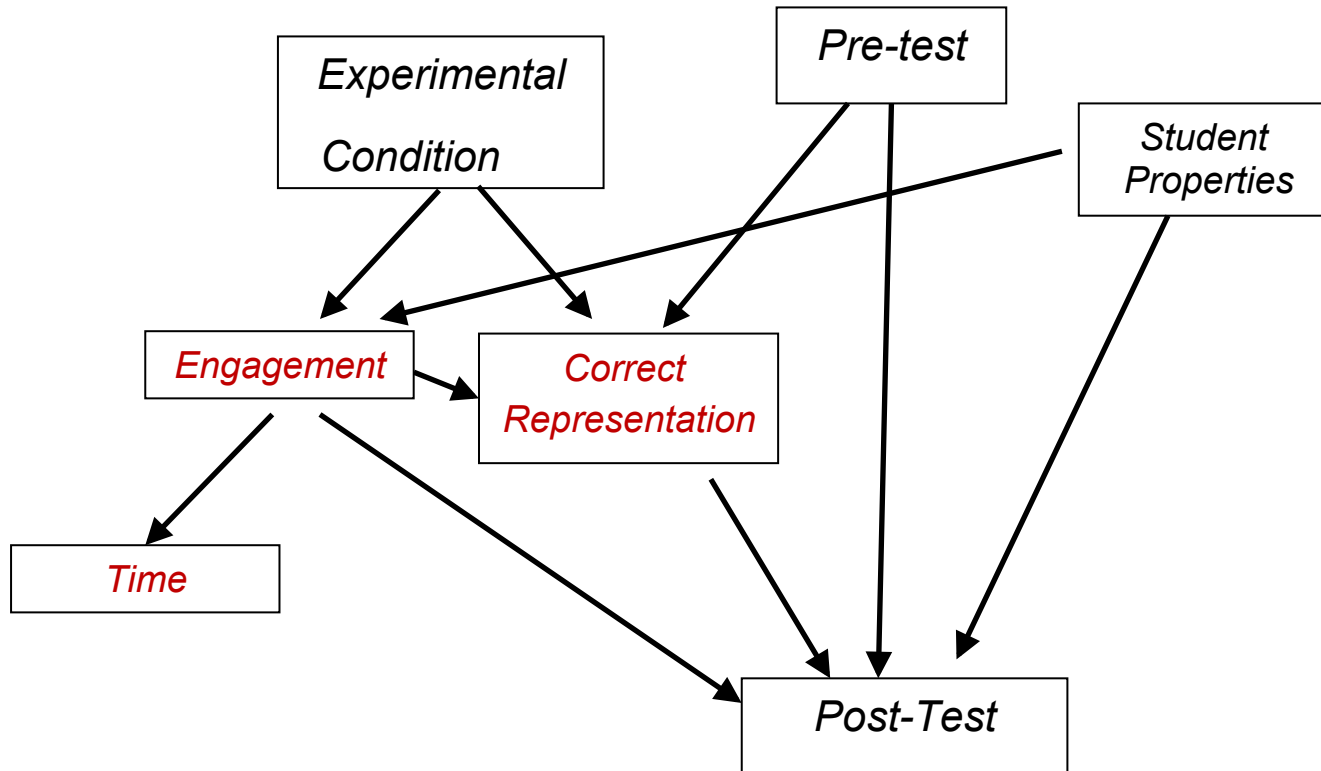 Experimental
Condition
Pre-test
Student
Properties
Engagement
Correct
Representation
Time
Post-Test